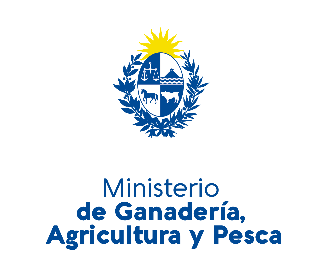 Ministerio
de Ganadería,
Agricultura y Pesca